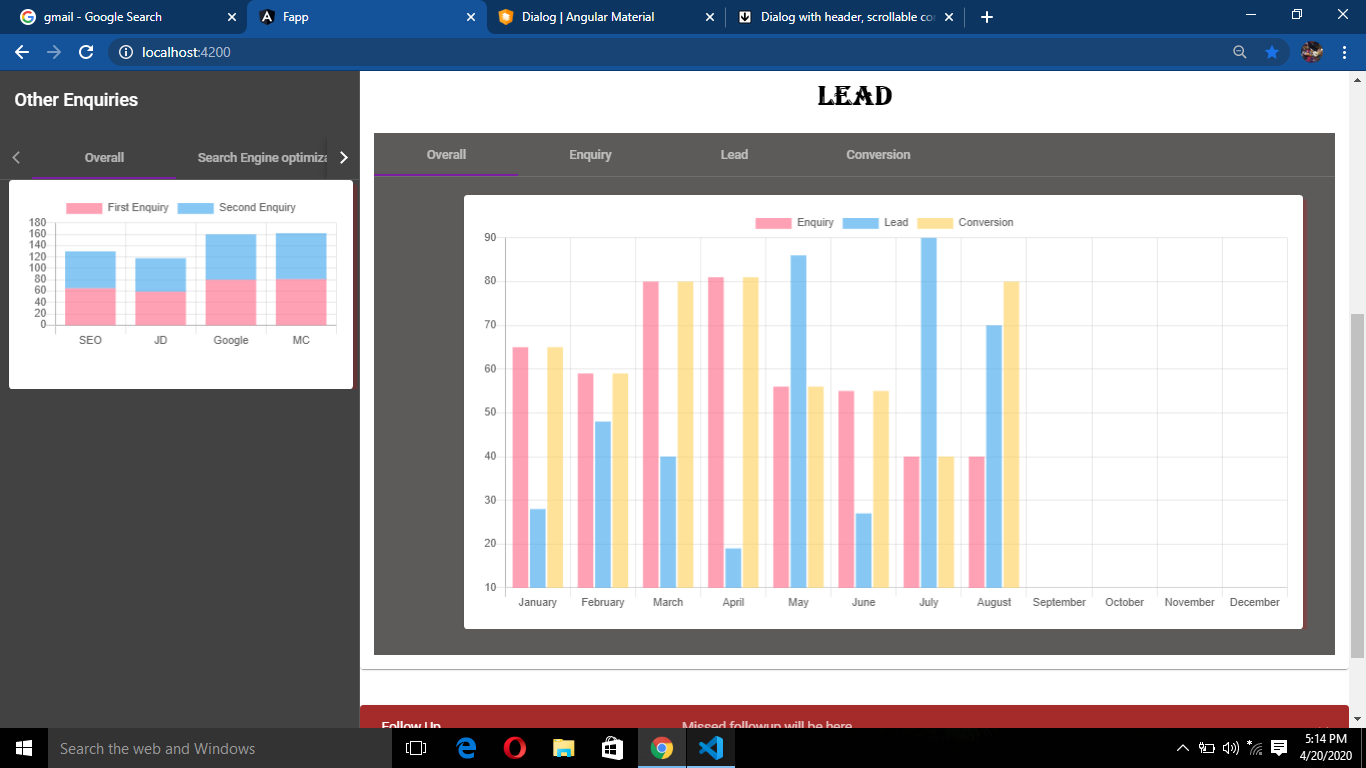 gmail - Google Search
Fapp
Dialog | Angular Material
Dialog with header, scrollable co
localhost:4200
Other Enquiries
Overall
Search Engine optimiza
First Enquiry
Second Enquiry
180
160
140
120
100
80
60
40
20
0
SEO
JD
Google
MC
LEAD
Overall
Enquiry
Lead
Conversion
Enquiry
Lead
Conversion
90
80
70
60
50
40
30
20
10
January
February
March
April
May
June
July
August
September
October
November
December
Follow Up
Missed followup will be here
Search the web and Windows
5:14 PM
4/20/2020